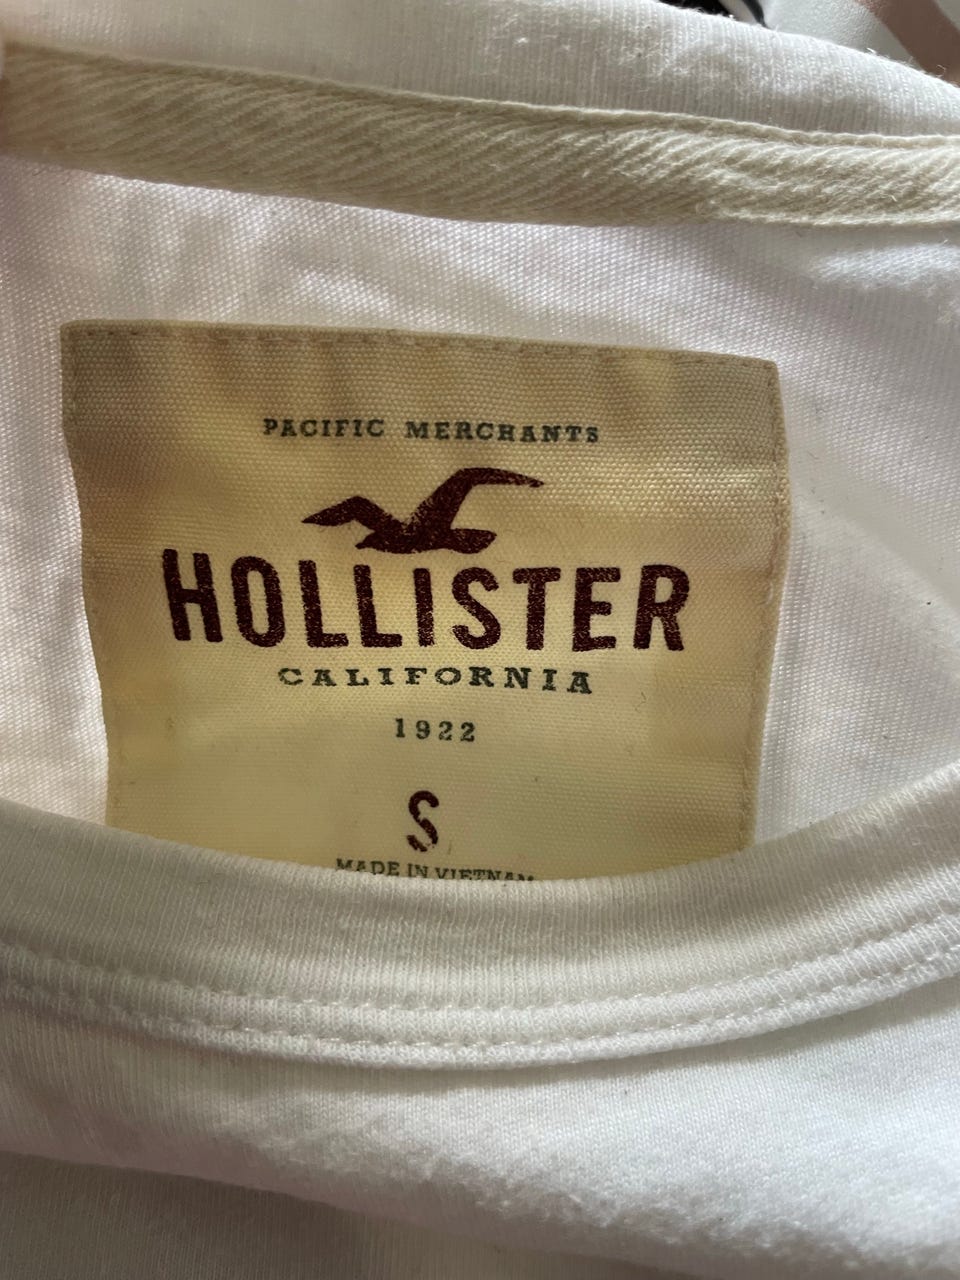 PACIFIC MERCHANTS
HOLLISTER
CALIFORNIA
1922
S
MADE IN VIETNAM